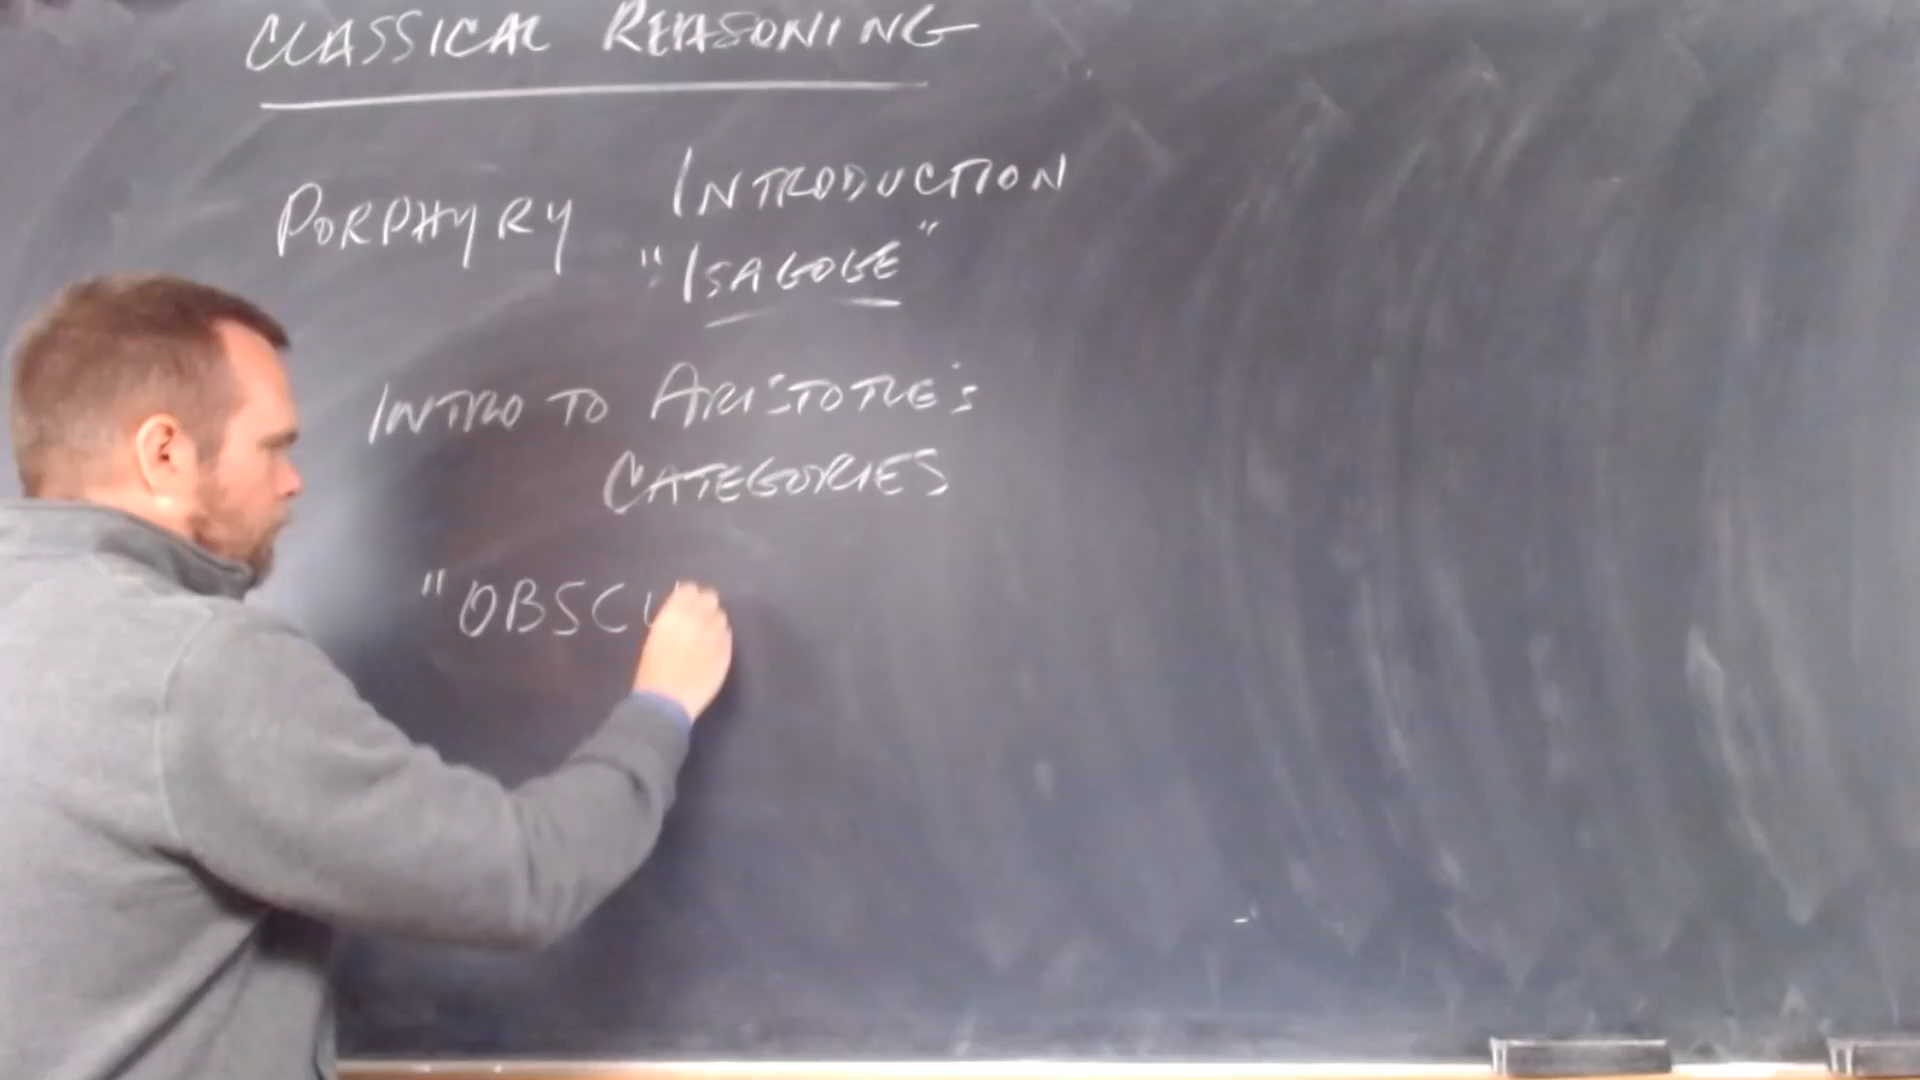 CLASSICAL REASONING
PORPHYRY INTRODUCTION
"ISAGOGE"
INTRO TO ARISTOTLE'S
CATEGORIES
"OBSCU